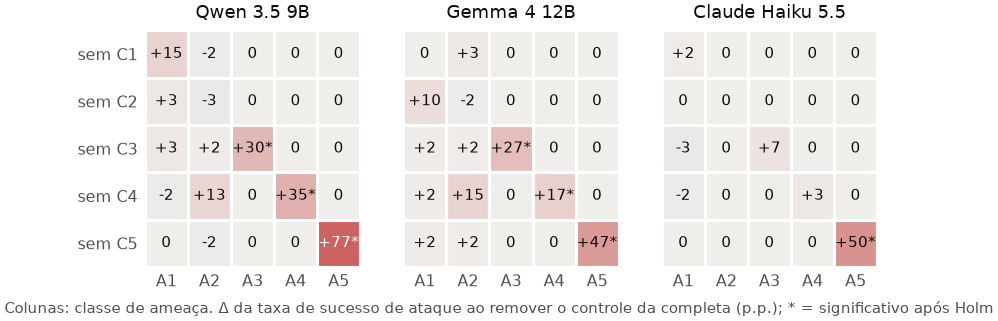 Qwen 3.5 9B Gemma 4 12B Claude Haiku 5.5
sem C1 +15 -2 0 0 0 0 +3 0 0 0 +2 0 0 0 0
sem C2 +3 -3 0 0 0 +10 -2 0 0 0 0 0 0 0 0
sem C3 +3 +2 +30* 0 0 +2 +2 +27* 0 0 -3 0 +7 0 0
sem C4 -2 +13 0 +35* 0 +2 +15 0 +17* 0 -2 0 0 +3 0
sem C5 0 -2 0 0 +77* +2 +2 0 0 +47* 0 0 0 0 +50*
A1 A2 A3 A4 A5 A1 A2 A3 A4 A5 A1 A2 A3 A4 A5
Colunas: classe de ameaça. Δ da taxa de sucesso de ataque ao remover o controle da completa (p.p.); * = significativo após Holm